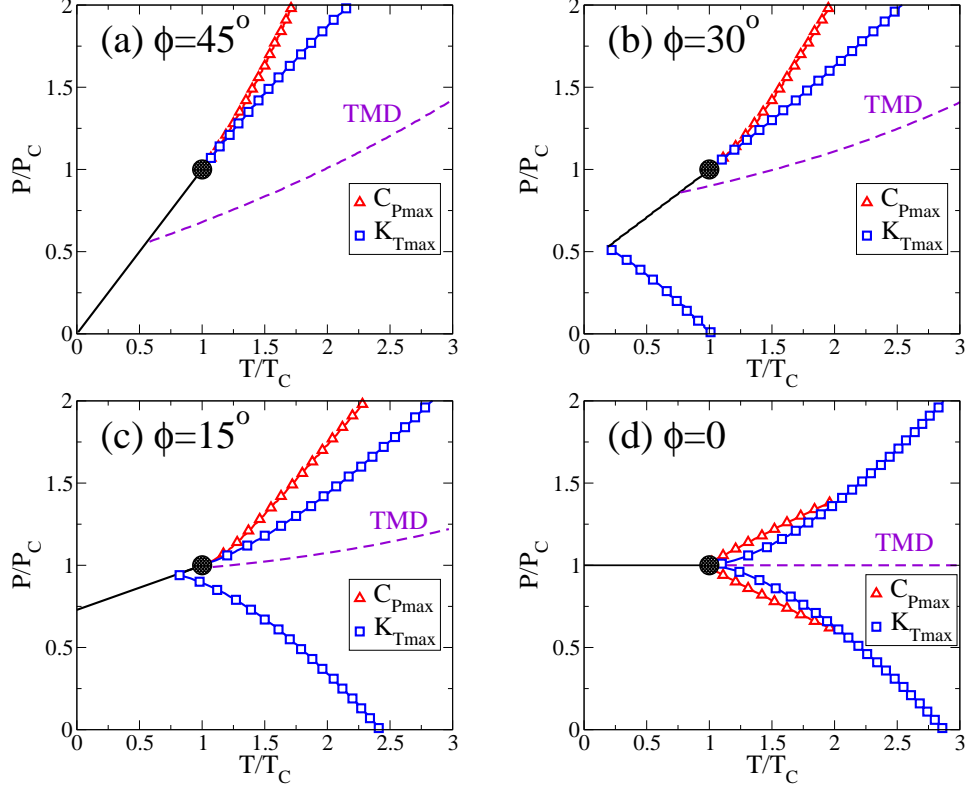 (a) ϕ=45°
TMD
C_Pmax
K_Tmax
P/P_C
0
0.5
1
1.5
2
0
0.5
1
1.5
2
2.5
3
T/T_C
(b) ϕ=30°
TMD
C_Pmax
K_Tmax
P/P_C
0
0.5
1
1.5
2
0
0.5
1
1.5
2
2.5
3
T/T_C
(c) ϕ=15°
TMD
C_Pmax
K_Tmax
P/P_C
0
0.5
1
1.5
2
0
0.5
1
1.5
2
2.5
3
T/T_C
(d) ϕ=0
TMD
C_Pmax
K_Tmax
P/P_C
0
0.5
1
1.5
2
0
0.5
1
1.5
2
2.5
3
T/T_C